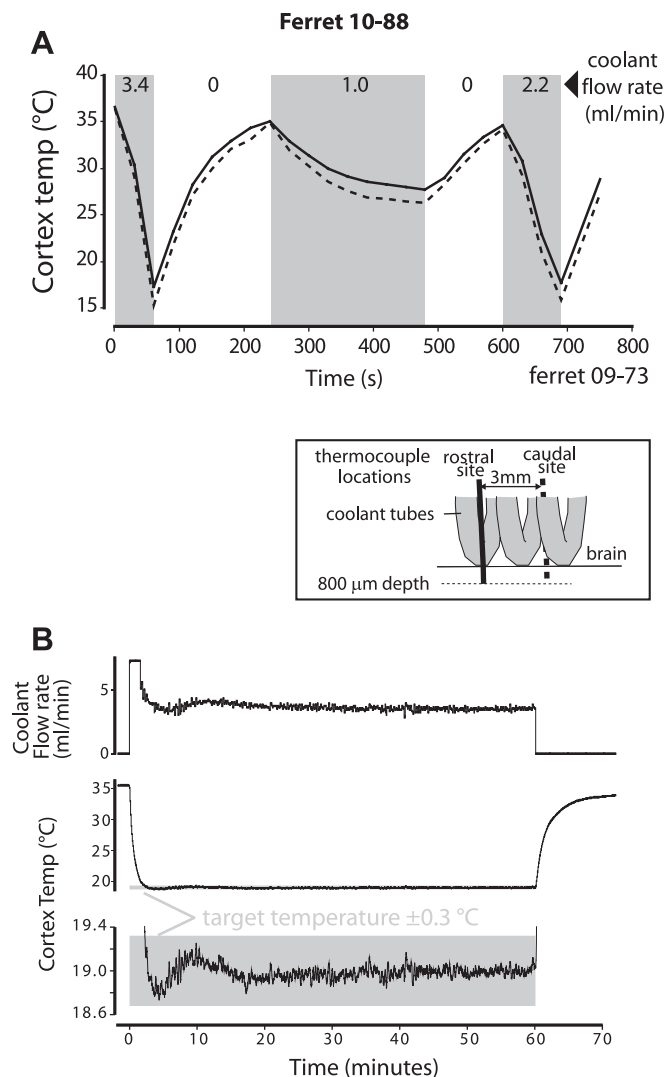 Ferret 10-88
A
40
35
30
25
20
15
Cortex temp (°C)
3.4
0
1.0
0
2.2
coolant
flow rate
(ml/min)
0
100
200
300
400
500
600
700
800
Time (s)
ferret 09-73
thermocouple
locations
rostral
site
caudal
site
3mm
coolant tubes
brain
800 μm depth
B
Coolant
Flow rate
(ml/min)
5
0
Cortex Temp (°C)
35
30
25
20
target temperature ±0.3 °C
19.4
19.0
18.6
0
10
20
30
40
50
60
70
Time (minutes)